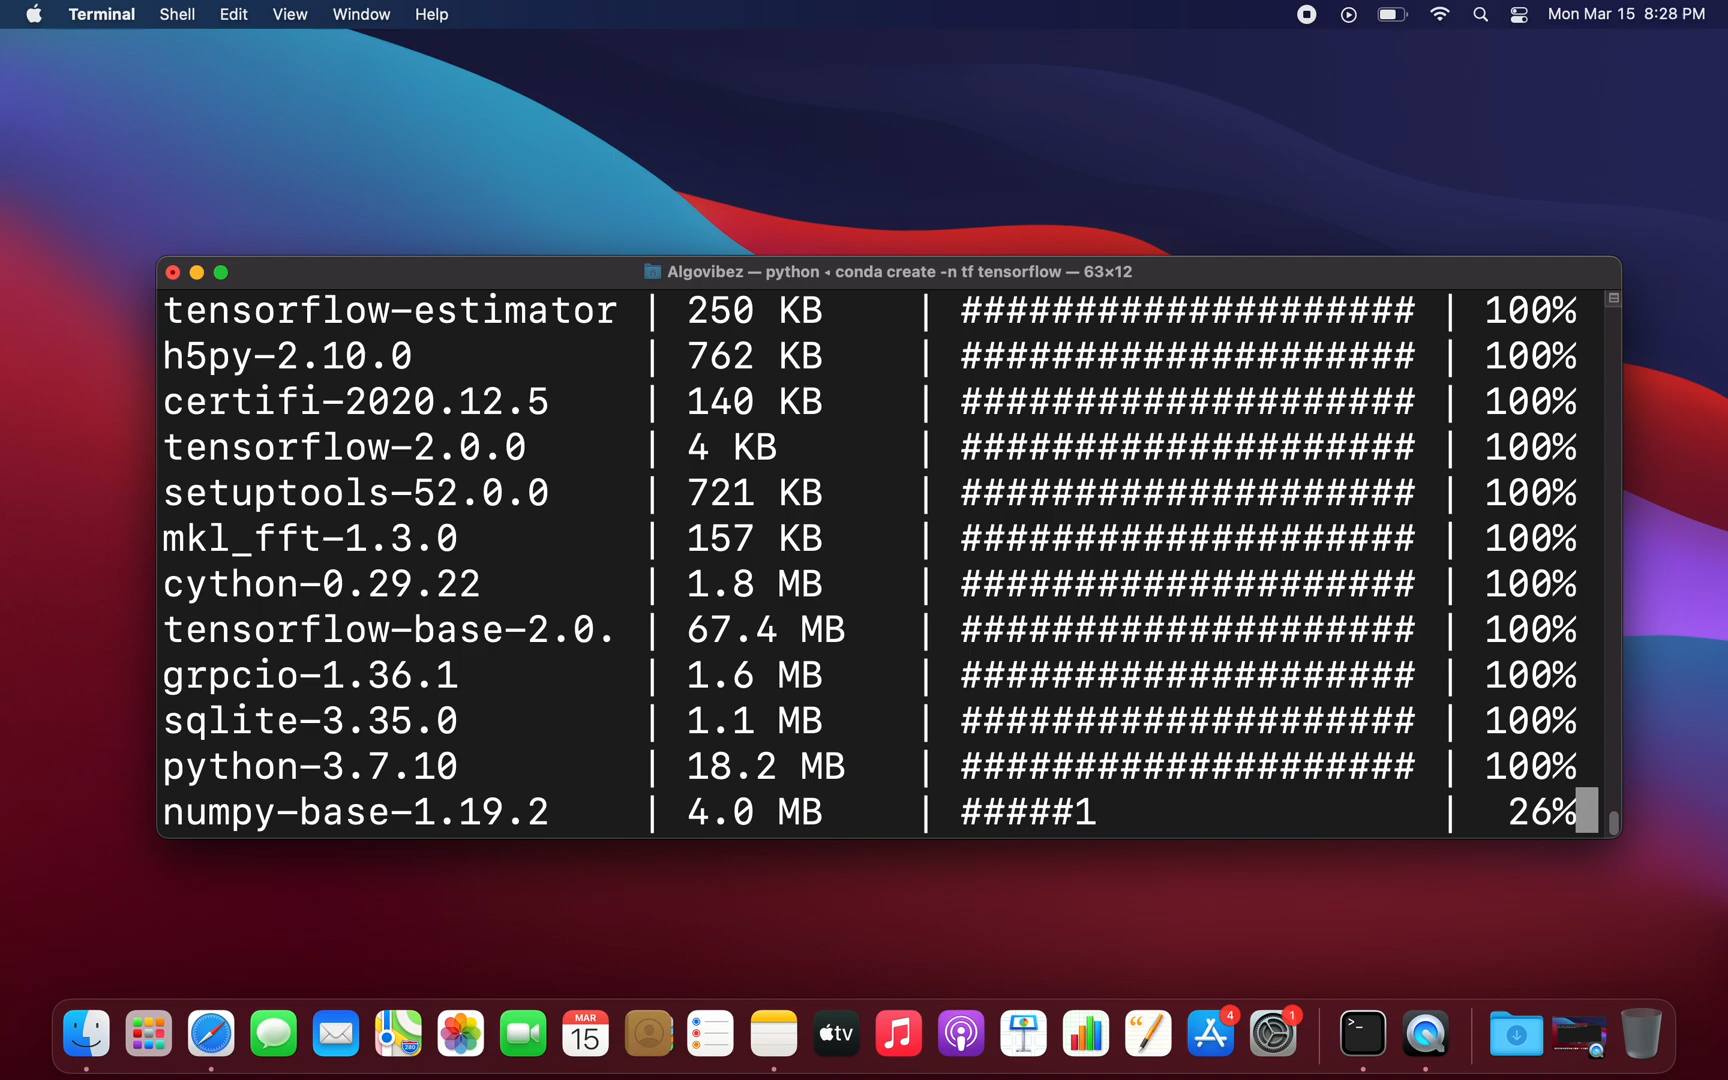 Terminal Shell Edit View Window Help Mon Mar 15 8:28 PM
Algovibez — python ◂ conda create -n tf tensorflow — 63×12
tensorflow-estimator | 250 KB | #################### | 100%
h5py-2.10.0 | 762 KB | #################### | 100%
certifi-2020.12.5 | 140 KB | #################### | 100%
tensorflow-2.0.0 | 4 KB | #################### | 100%
setuptools-52.0.0 | 721 KB | #################### | 100%
mkl_fft-1.3.0 | 157 KB | #################### | 100%
cython-0.29.22 | 1.8 MB | #################### | 100%
tensorflow-base-2.0. | 67.4 MB | #################### | 100%
grpcio-1.36.1 | 1.6 MB | #################### | 100%
sqlite-3.35.0 | 1.1 MB | #################### | 100%
python-3.7.10 | 18.2 MB | #################### | 100%
numpy-base-1.19.2 | 4.0 MB | #####1 | 26%
280
MAR
15
tv
4
1
>_